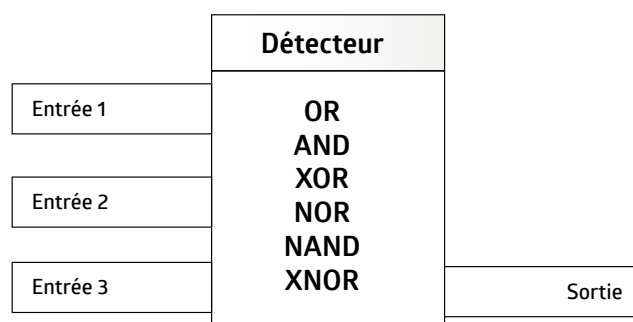 Détecteur
Entrée 1
OR
AND
XOR
Entrée 2
NOR
NAND
XNOR
Entrée 3
Sortie